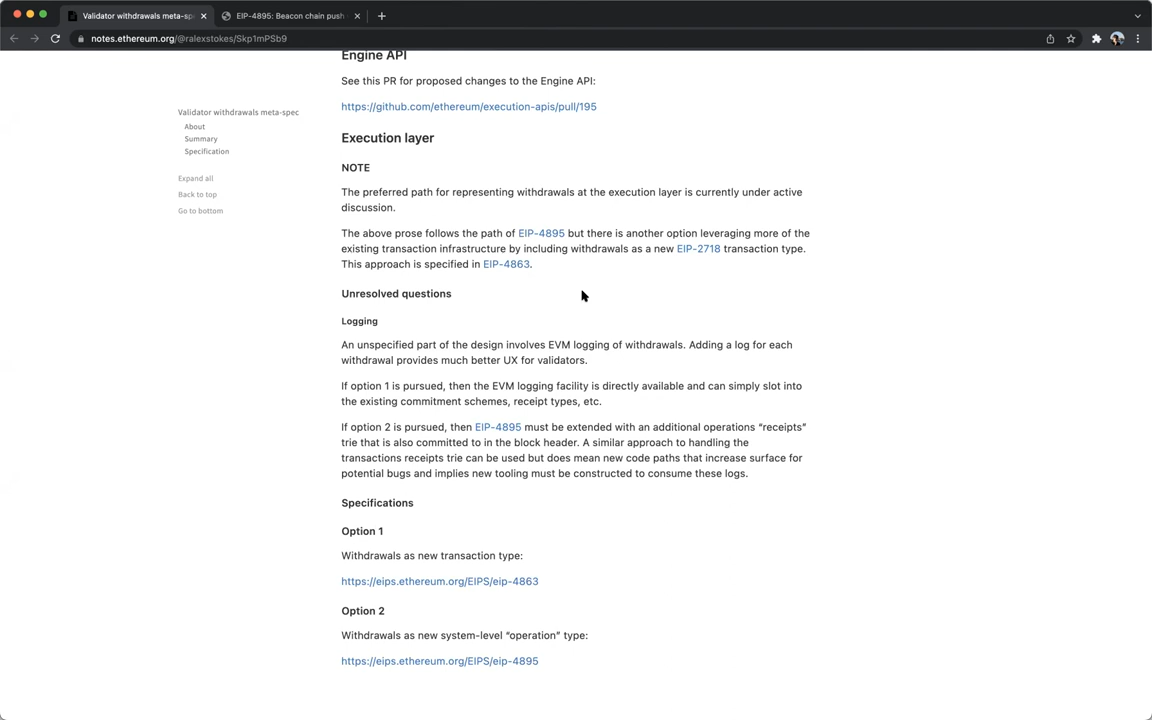 Validator withdrawals meta-sp
EIP-4895: Beacon chain push
notes.ethereum.org/@ralexstokes/Skp1mPSb9
Validator withdrawals meta-spec
About
Summary
Specification
Expand all
Back to top
Go to bottom
Engine API
See this PR for proposed changes to the Engine API:
https://github.com/ethereum/execution-apis/pull/195
Execution layer
NOTE
The preferred path for representing withdrawals at the execution layer is currently under active
discussion.
The above prose follows the path of EIP-4895 but there is another option leveraging more of the
existing transaction infrastructure by including withdrawals as a new EIP-2718 transaction type.
This approach is specified in EIP-4863.
Unresolved questions
Logging
An unspecified part of the design involves EVM logging of withdrawals. Adding a log for each
withdrawal provides much better UX for validators.
If option 1 is pursued, then the EVM logging facility is directly available and can simply slot into
the existing commitment schemes, receipt types, etc.
If option 2 is pursued, then EIP-4895 must be extended with an additional operations “receipts”
trie that is also committed to in the block header. A similar approach to handling the
transactions receipts trie can be used but does mean new code paths that increase surface for
potential bugs and implies new tooling must be constructed to consume these logs.
Specifications
Option 1
Withdrawals as new transaction type:
https://eips.ethereum.org/EIPS/eip-4863
Option 2
Withdrawals as new system-level “operation” type:
https://eips.ethereum.org/EIPS/eip-4895